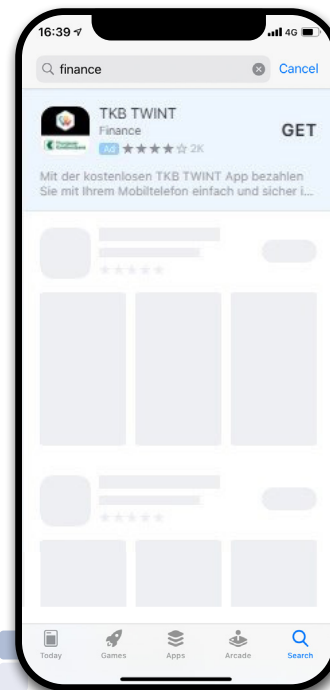 16:39
4G
finance
Cancel
TKB TWINT
Finance
GET
Ad 2K
Mit der kostenlosen TKB TWINT App bezahlen
Sie mit Ihrem Mobiltelefon einfach und sicher i...
Today Games Apps Arcade Search